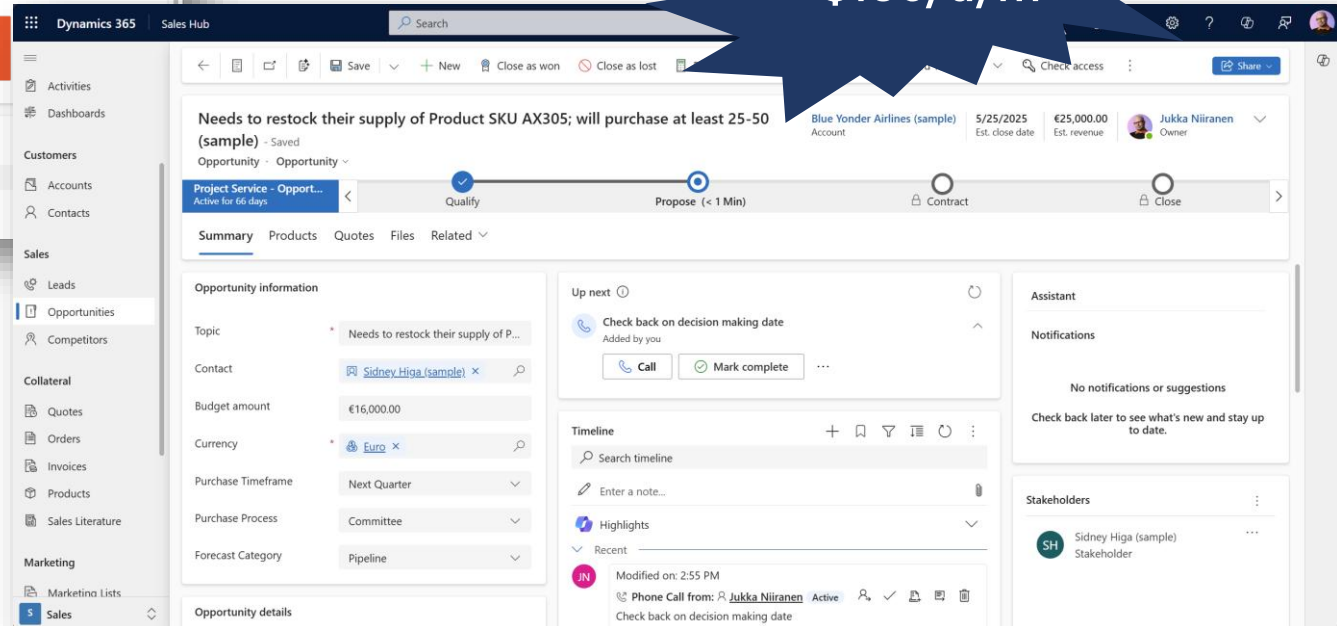 Dynamics 365 Sales Hub Search
Save New Close as won Close as lost Check access Share
Activities
Dashboards
Customers
Accounts
Contacts
Sales
Leads
Opportunities
Competitors
Collateral
Quotes
Orders
Invoices
Products
Sales Literature
Marketing
Marketing Lists
S Sales
Needs to restock their supply of Product SKU AX305; will purchase at least 25-50
(sample) - Saved
Opportunity · Opportunity
Blue Yonder Airlines (sample)
Account
5/25/2025
Est. close date
€25,000.00
Est. revenue
Jukka Niiranen
Owner
Project Service - Opport...
Active for 66 days
Qualify
Propose (< 1 Min)
Contract
Close
Summary Products Quotes Files Related
Opportunity information
Topic * Needs to restock their supply of P...
Contact Sidney Higa (sample) ×
Budget amount €16,000.00
Currency * Euro ×
Purchase Timeframe Next Quarter
Purchase Process Committee
Forecast Category Pipeline
Opportunity details
Up next
Check back on decision making date
Added by you
Call Mark complete ...
Timeline
Search timeline
Enter a note...
Highlights
Recent
JN
Modified on: 2:55 PM
Phone Call from: Jukka Niiranen Active
Check back on decision making date
Assistant
Notifications
No notifications or suggestions
Check back later to see what's new and stay up
to date.
Stakeholders
SH
Sidney Higa (sample)
Stakeholder